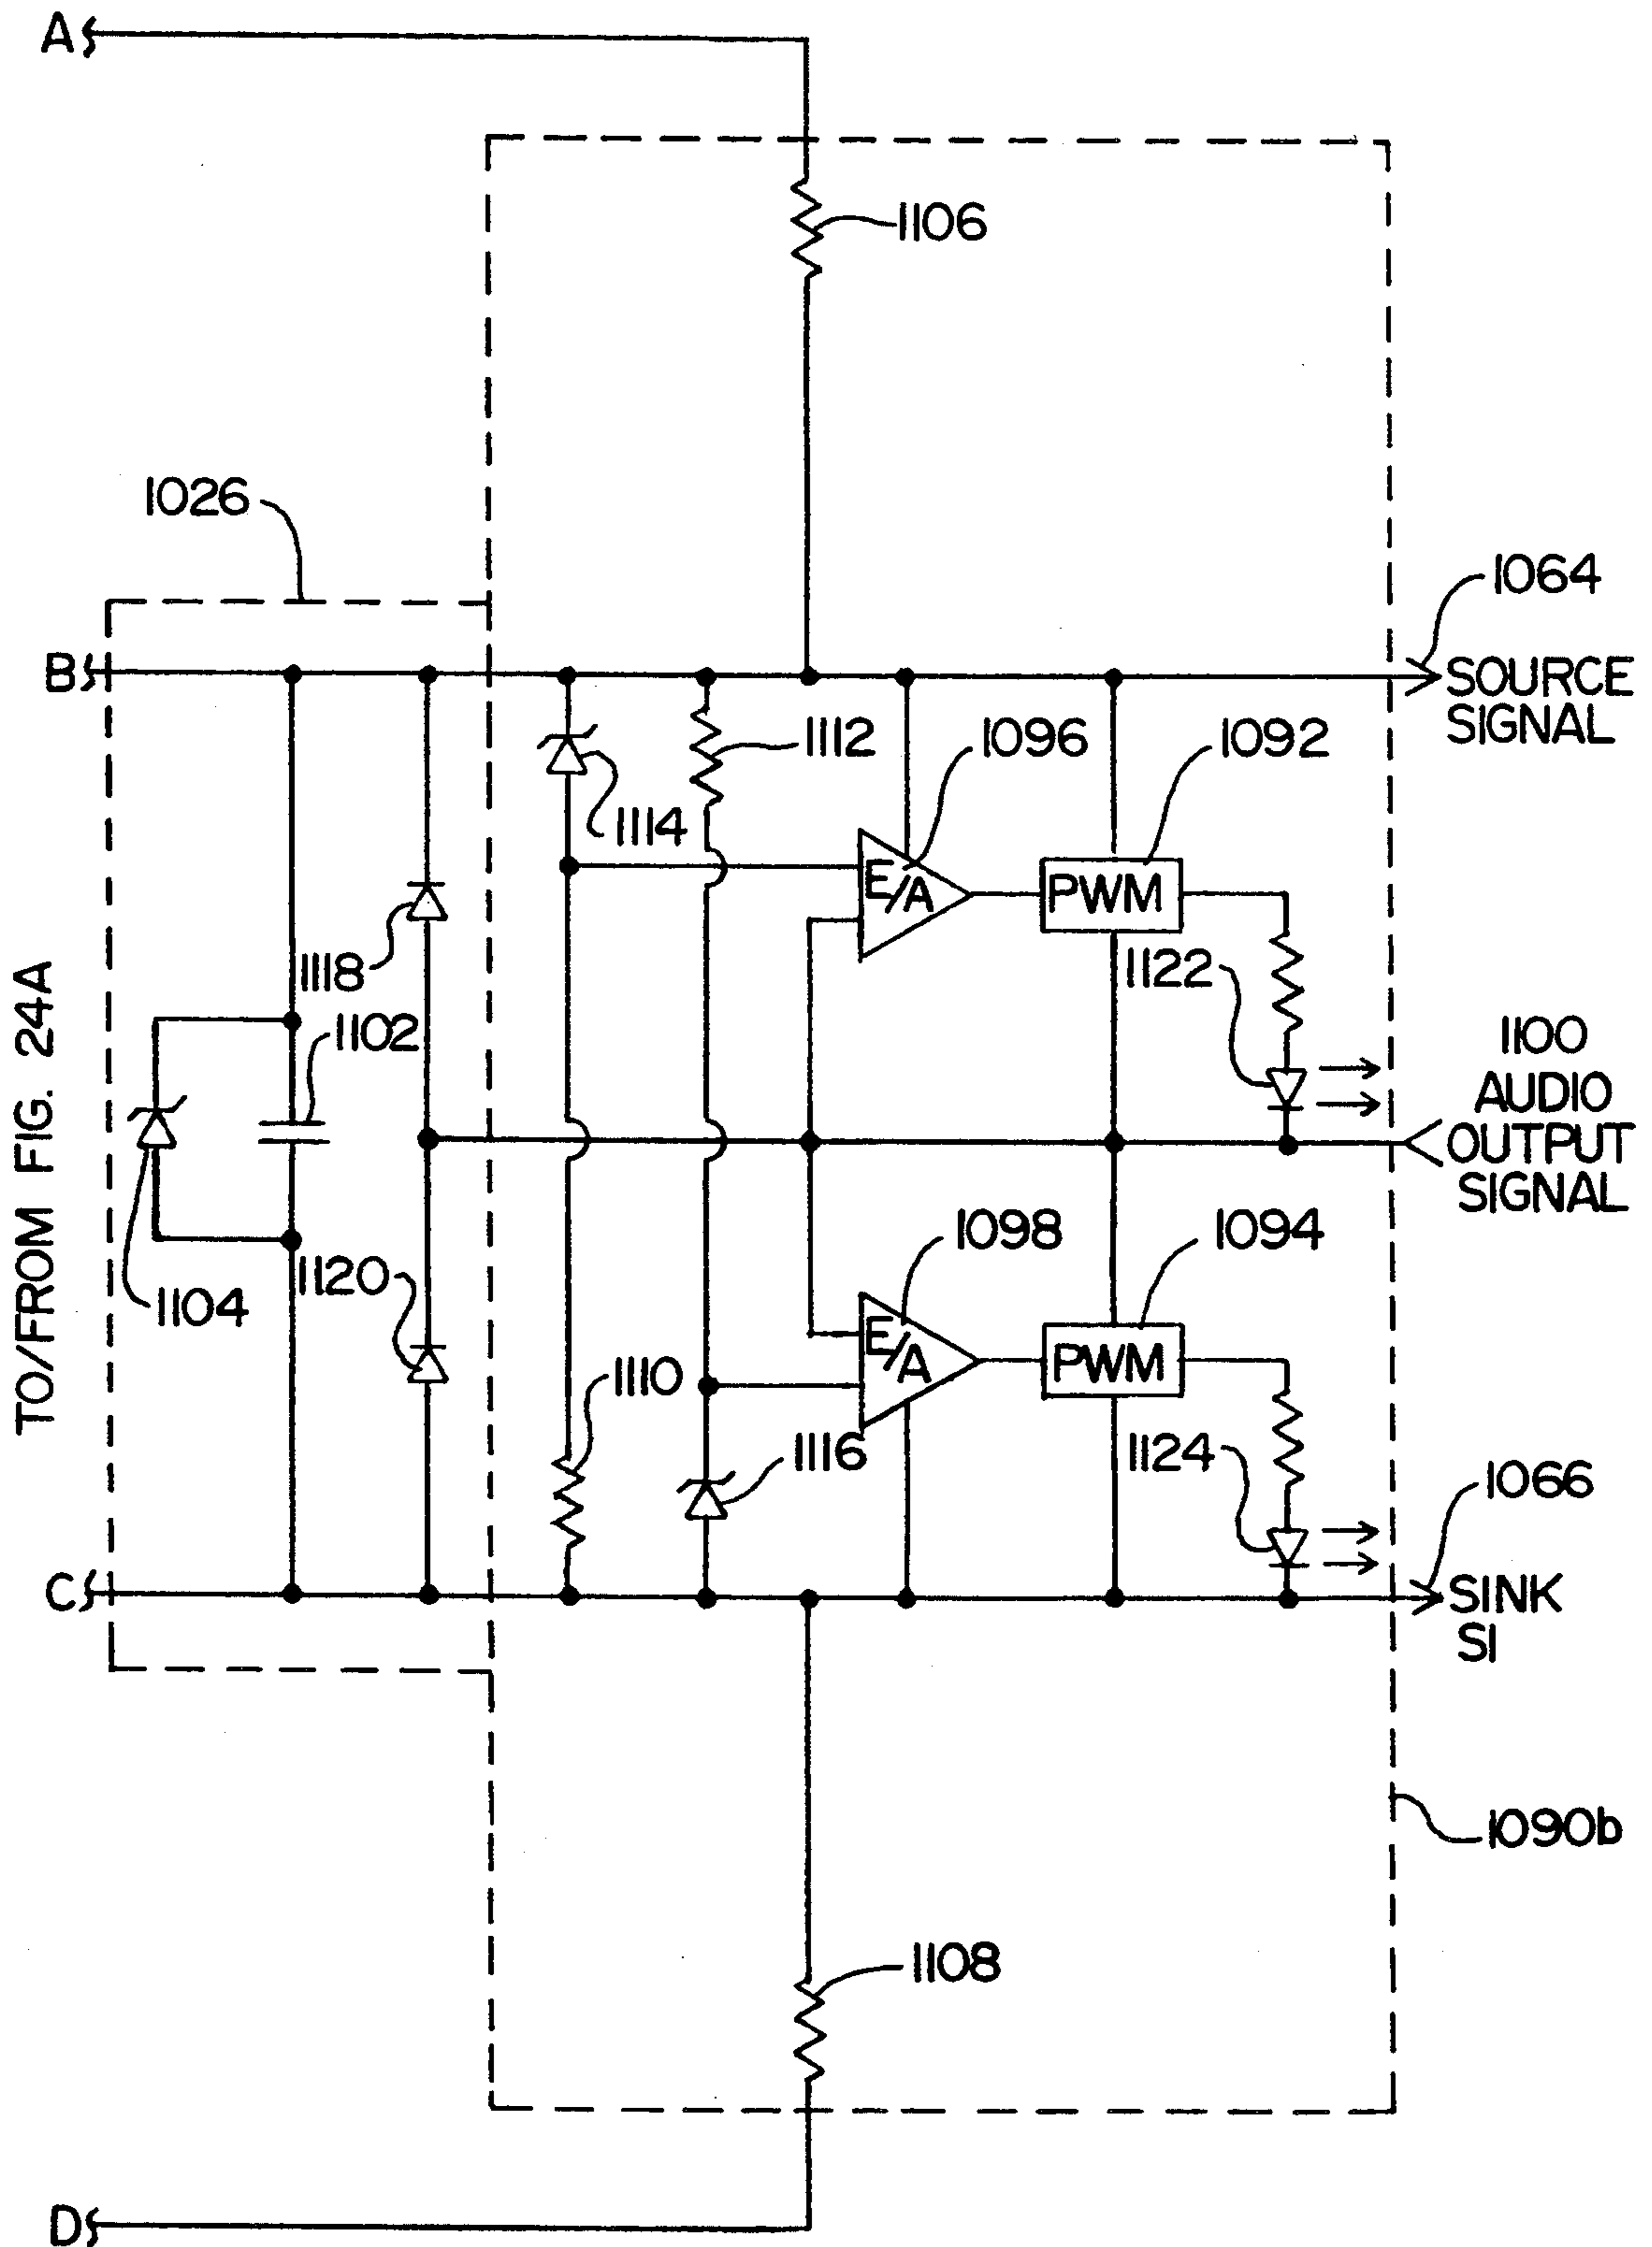 A
1106
1026
1064
B
SOURCE
SIGNAL
1112
1096
1092
1114
E/A
PWM
1118
1122
1102
1100
AUDIO
OUTPUT
SIGNAL
TO/FROM FIG. 24A
1098
1094
1120
1104
E/A
PWM
1110
1116
1124
1066
C
SINK
SI
1090b
1108
D